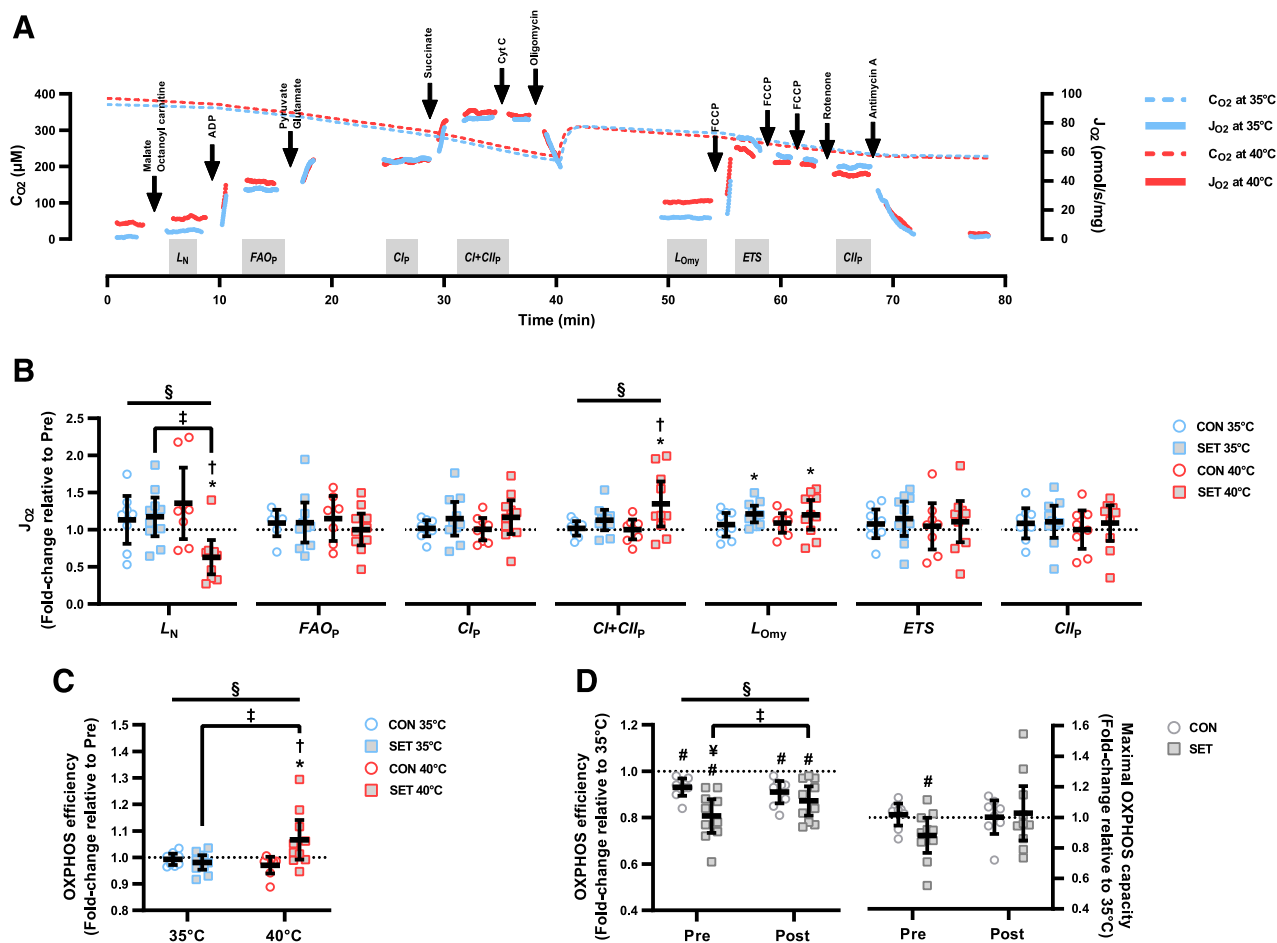 A
Malate
Octanoyl carnitine
ADP
Pyruvate
Glutamate
Succinate
Cyt C
Oligomycin
FCCP
FCCP
FCCP
Rotenone
Antimycin A
CO2 (µM)
400
300
200
100
0
JO2 (pmol/s/mg)
100
80
60
40
20
0
CO2 at 35°C
JO2 at 35°C
CO2 at 40°C
JO2 at 40°C
LN
FAOP
CIP
CI+CIIP
LOmy
ETS
CIIP
0 10 20 30 40 50 60 70 80
Time (min)
B
JO2
(Fold-change relative to Pre)
2.5
2.0
1.5
1.0
0.5
0.0
§
‡
†
*
§
†
*
*
*
LN FAOP CIP CI+CIIP LOmy ETS CIIP
CON 35°C
SET 35°C
CON 40°C
SET 40°C
C
OXPHOS efficiency
(Fold-change relative to Pre)
1.5
1.4
1.3
1.2
1.1
1.0
0.9
0.8
§
‡
†
*
35°C 40°C
CON 35°C
SET 35°C
CON 40°C
SET 40°C
D
OXPHOS efficiency
(Fold-change relative to 35°C)
1.2
1.0
0.8
0.6
0.4
§
‡
# ¥ # #
#
Pre Post
#
Pre Post
1.6
1.4
1.2
1.0
0.8
0.6
0.4
Maximal OXPHOS capacity
(Fold-change relative to 35°C)
CON
SET